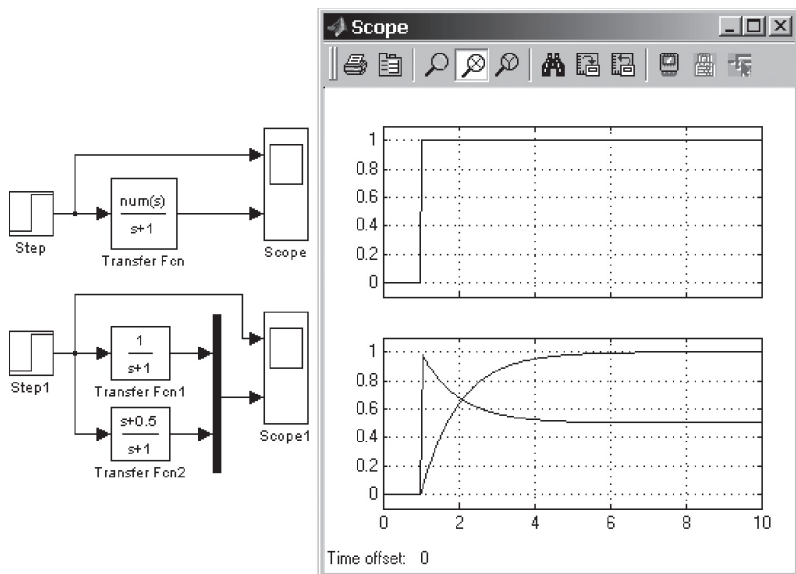 num(s)
s+1
Step
Transfer Fcn
Scope
1
s+1
Step1
Transfer Fcn1
s+0.5
s+1
Transfer Fcn2
Scope1
Scope
1
0.8
0.6
0.4
0.2
0
1
0.8
0.6
0.4
0.2
0
0 2 4 6 8 10
Time offset: 0